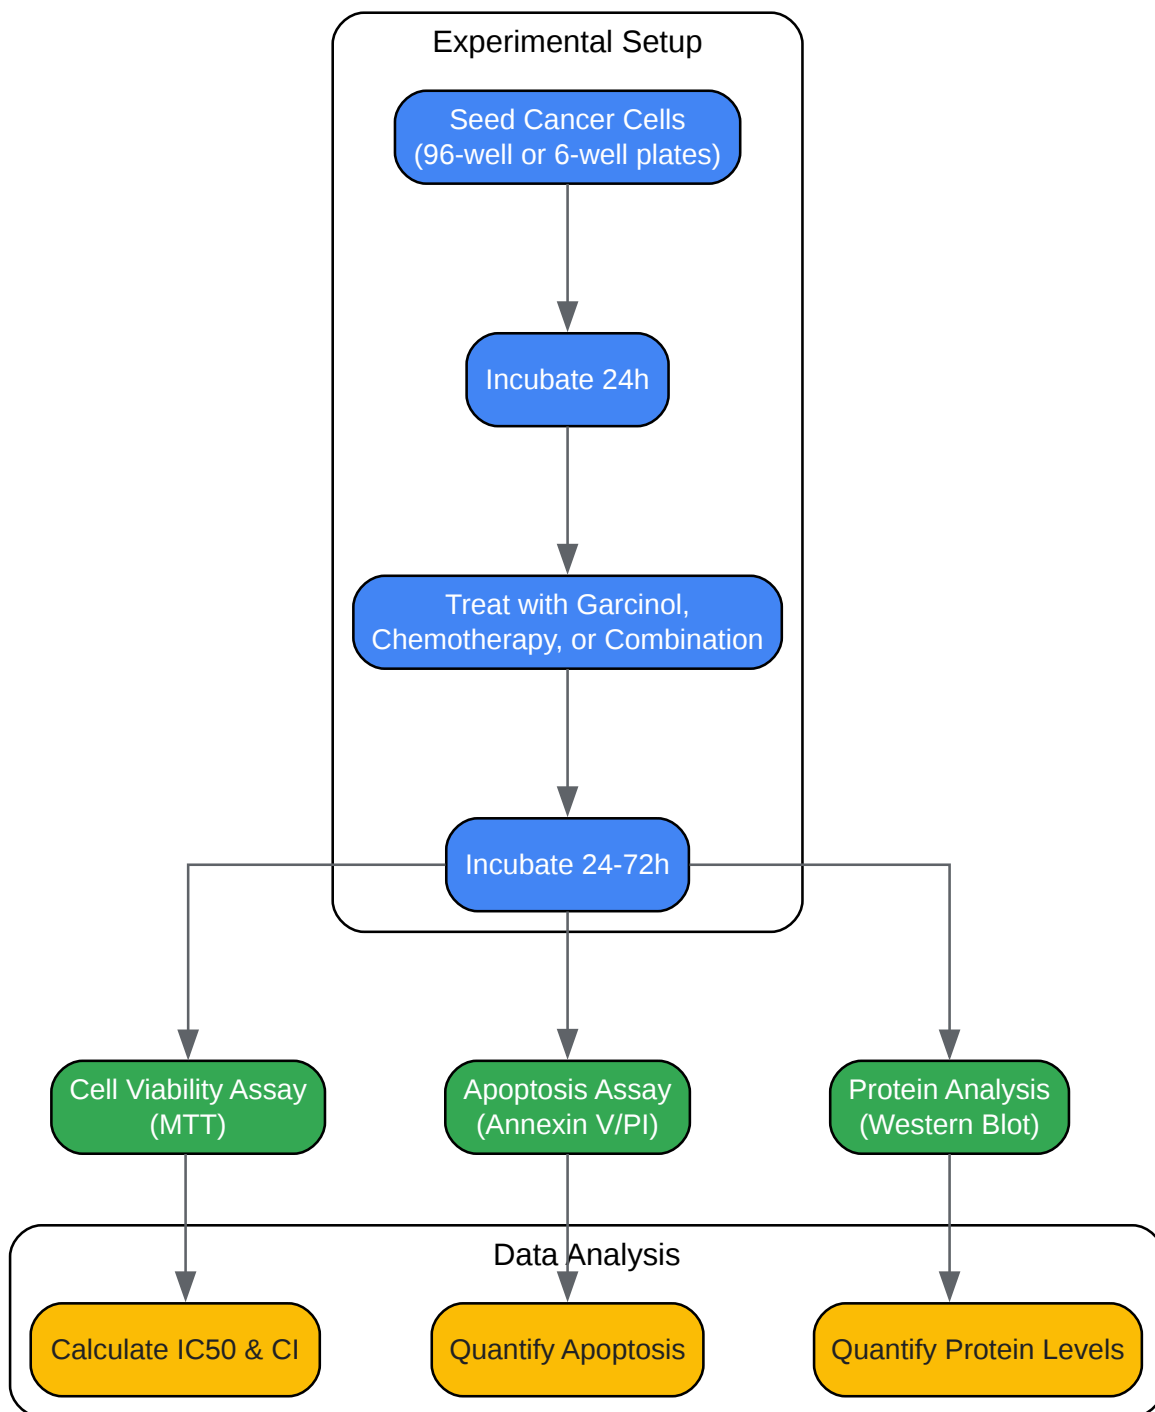 Experimental Setup
Seed Cancer Cells
(96-well or 6-well plates)
Incubate 24h
Treat with Garcinol,
Chemotherapy, or Combination
Incubate 24-72h
Cell Viability Assay
(MTT)
Apoptosis Assay
(Annexin V/PI)
Protein Analysis
(Western Blot)
Data Analysis
Calculate IC50 & CI
Quantify Apoptosis
Quantify Protein Levels